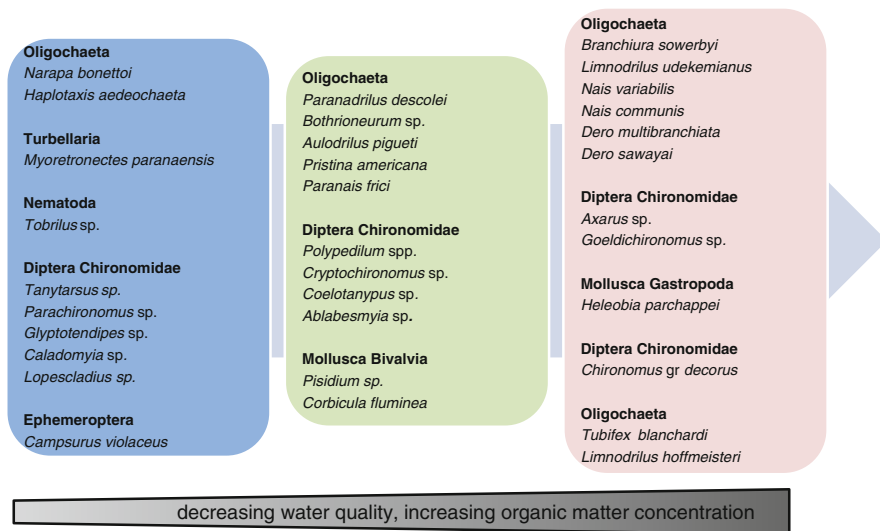 Oligochaeta
Narapa bonettoi
Haplotaxis aedeochaeta
Turbellaria
Myoretronectes paranaensis
Nematoda
Tobrilus sp.
Diptera Chironomidae
Tanytarsus sp.
Parachironomus sp.
Glyptotendipes sp.
Caladomyia sp.
Lopescladius sp.
Ephemeroptera
Campsurus violaceus
Oligochaeta
Paranadrilus descolei
Bothrioneurum sp.
Aulodrilus pigueti
Pristina americana
Paranais frici
Diptera Chironomidae
Polypedilum spp.
Cryptochironomus sp.
Coelotanypus sp.
Ablabesmyia sp.
Mollusca Bivalvia
Pisidium sp.
Corbicula fluminea
Oligochaeta
Branchiura sowerbyi
Limnodrilus udekemianus
Nais variabilis
Nais communis
Dero multibranchiata
Dero sawayai
Diptera Chironomidae
Axarus sp.
Goeldichironomus sp.
Mollusca Gastropoda
Heleobia parchappei
Diptera Chironomidae
Chironomus gr decorus
Oligochaeta
Tubifex blanchardi
Limnodrilus hoffmeisteri
decreasing water quality, increasing organic matter concentration